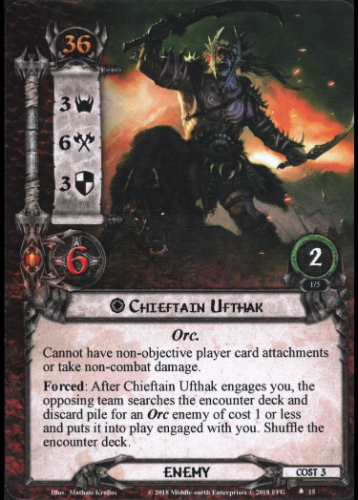 36
3
6
3
6
2
1/5
Chieftain Ufthak
Orc.
Cannot have non-objective player card attachments
or take non-combat damage.
Forced: After Chieftain Ufthak engages you, the
opposing team searches the encounter deck and
discard pile for an Orc enemy of cost 1 or less
and puts it into play engaged with you. Shuffle the
encounter deck.
ENEMY
COST 3
Illus. Mathias Kollros © 2018 Middle-earth Enterprises © 2018 FFG 15